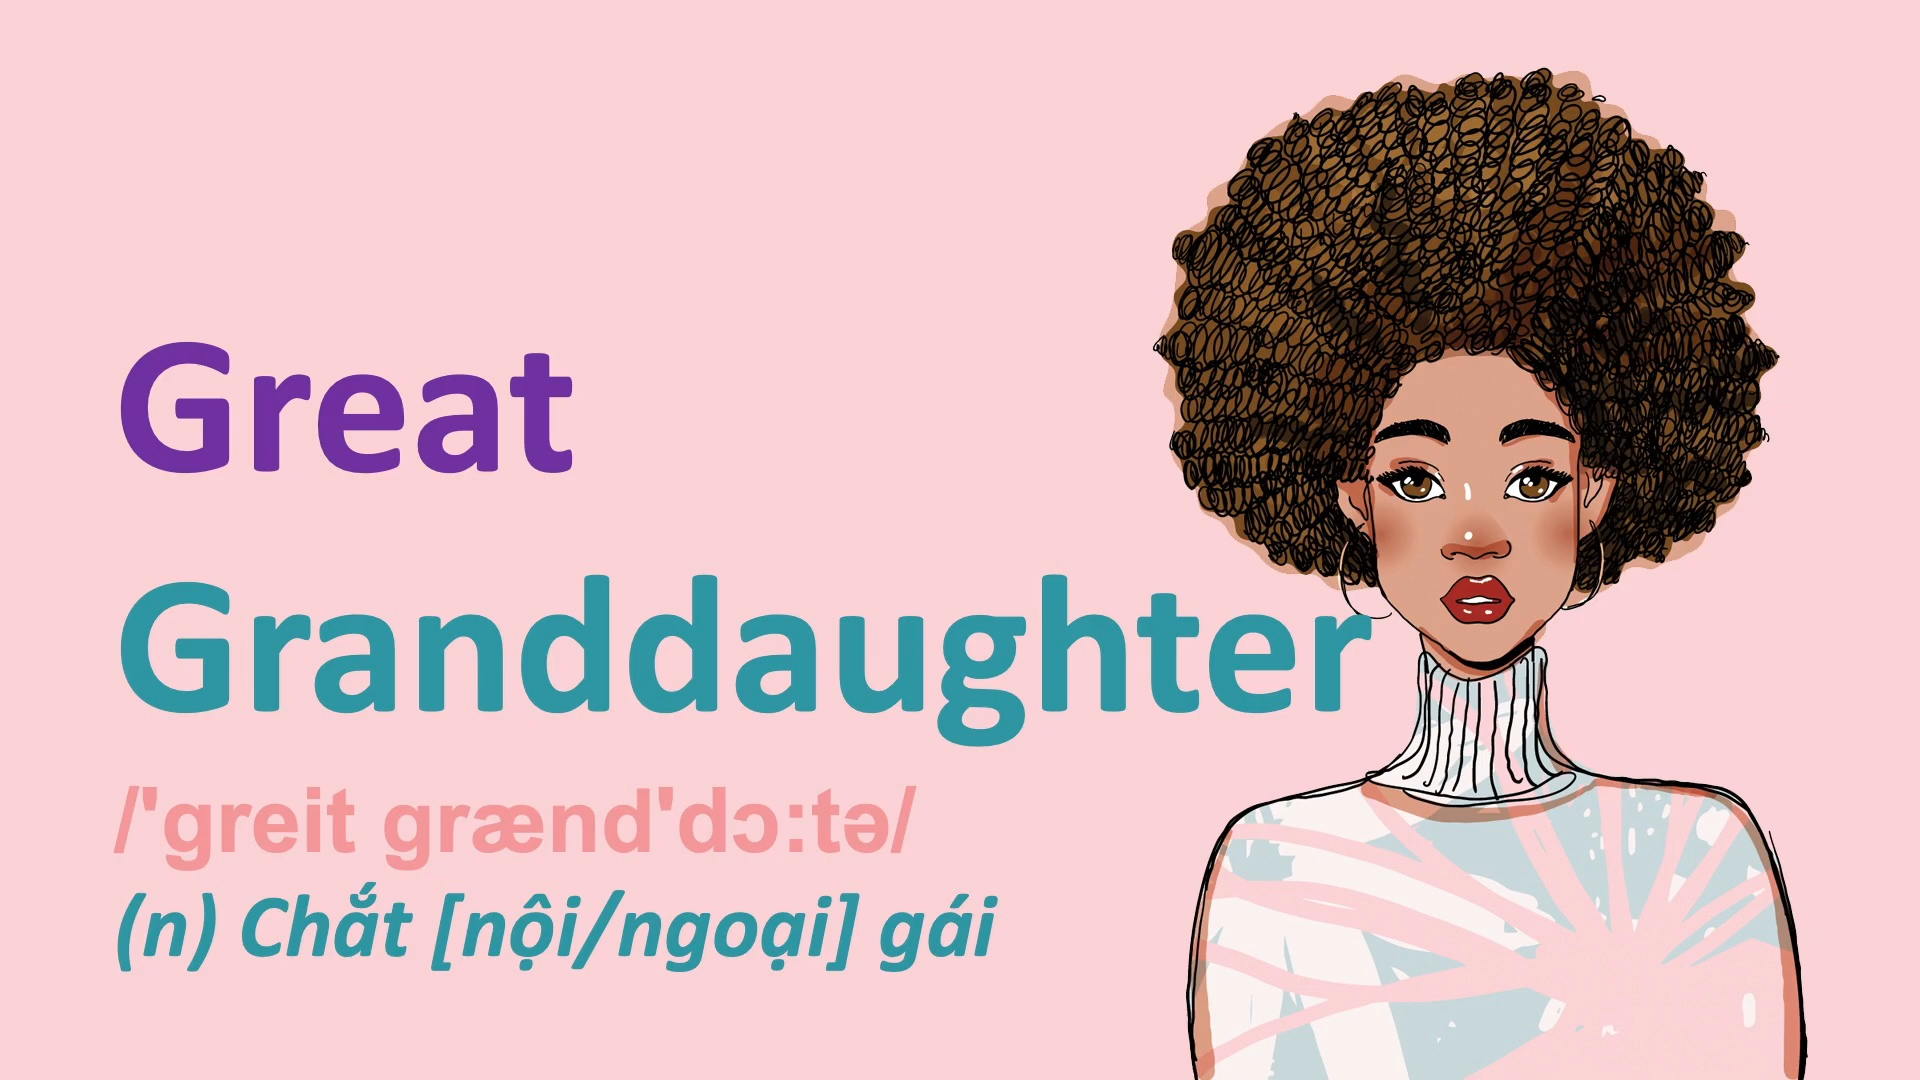 Great
Granddaughter
/'greit grænd'dɔ:tə/
(n) Chắt [nội/ngoại] gái